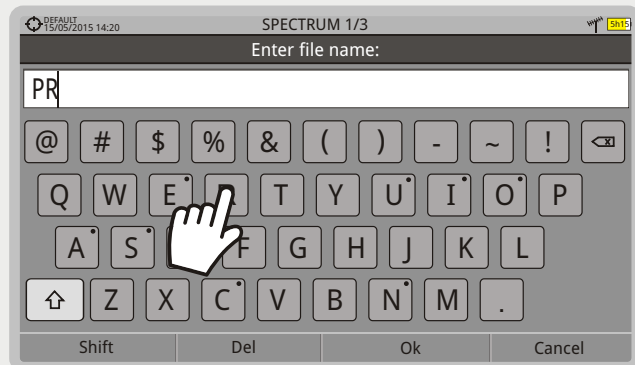 DEFAULT
15/05/2015 14:20 SPECTRUM 1/3 5h15
Enter file name:
PR
@ # $ % & ( ) - ~ ! x
Q W E R T Y U I O P
A S F G H J K L
Z X C V B N M .
Shift Del Ok Cancel